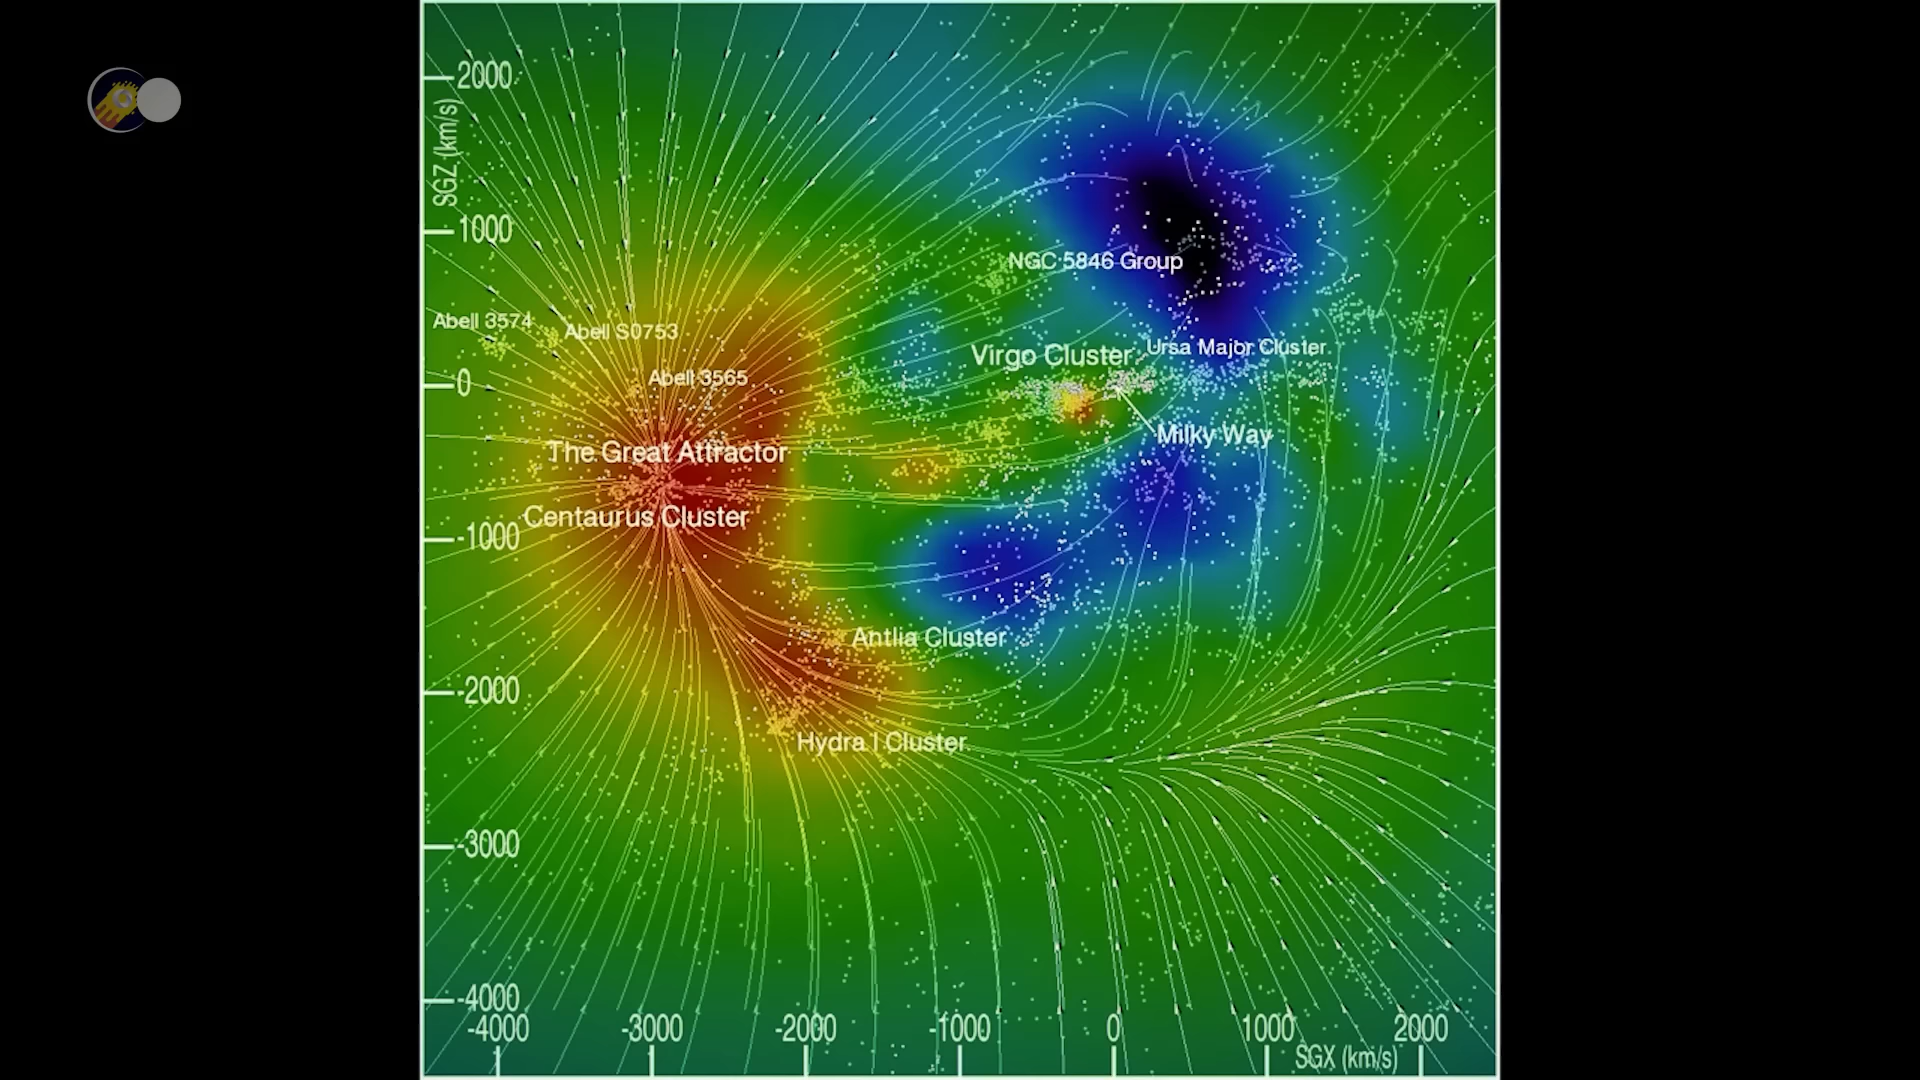 2000
SGZ (km/s)
1000
NGC 5846 Group
Abell 3574
Abell S0753
Virgo Cluster
Ursa Major Cluster
0
Abell 3565
Milky Way
The Great Attractor
Centaurus Cluster
-1000
Antlia Cluster
-2000
Hydra I Cluster
-3000
-4000
-4000 -3000 -2000 -1000 0 1000 2000
SGX (km/s)